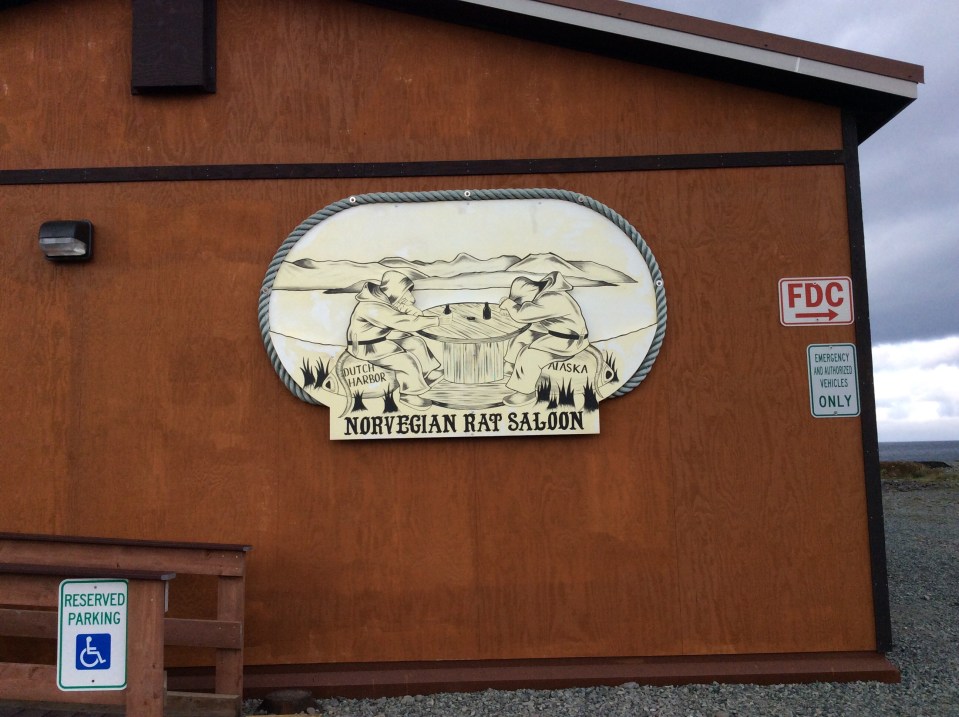 DUTCH
HARBOR
ALASKA
NORVEGIAN RAT SALOON
FDC
EMERGENCY
AND AUTHORIZED
VEHICLES
ONLY
RESERVED
PARKING